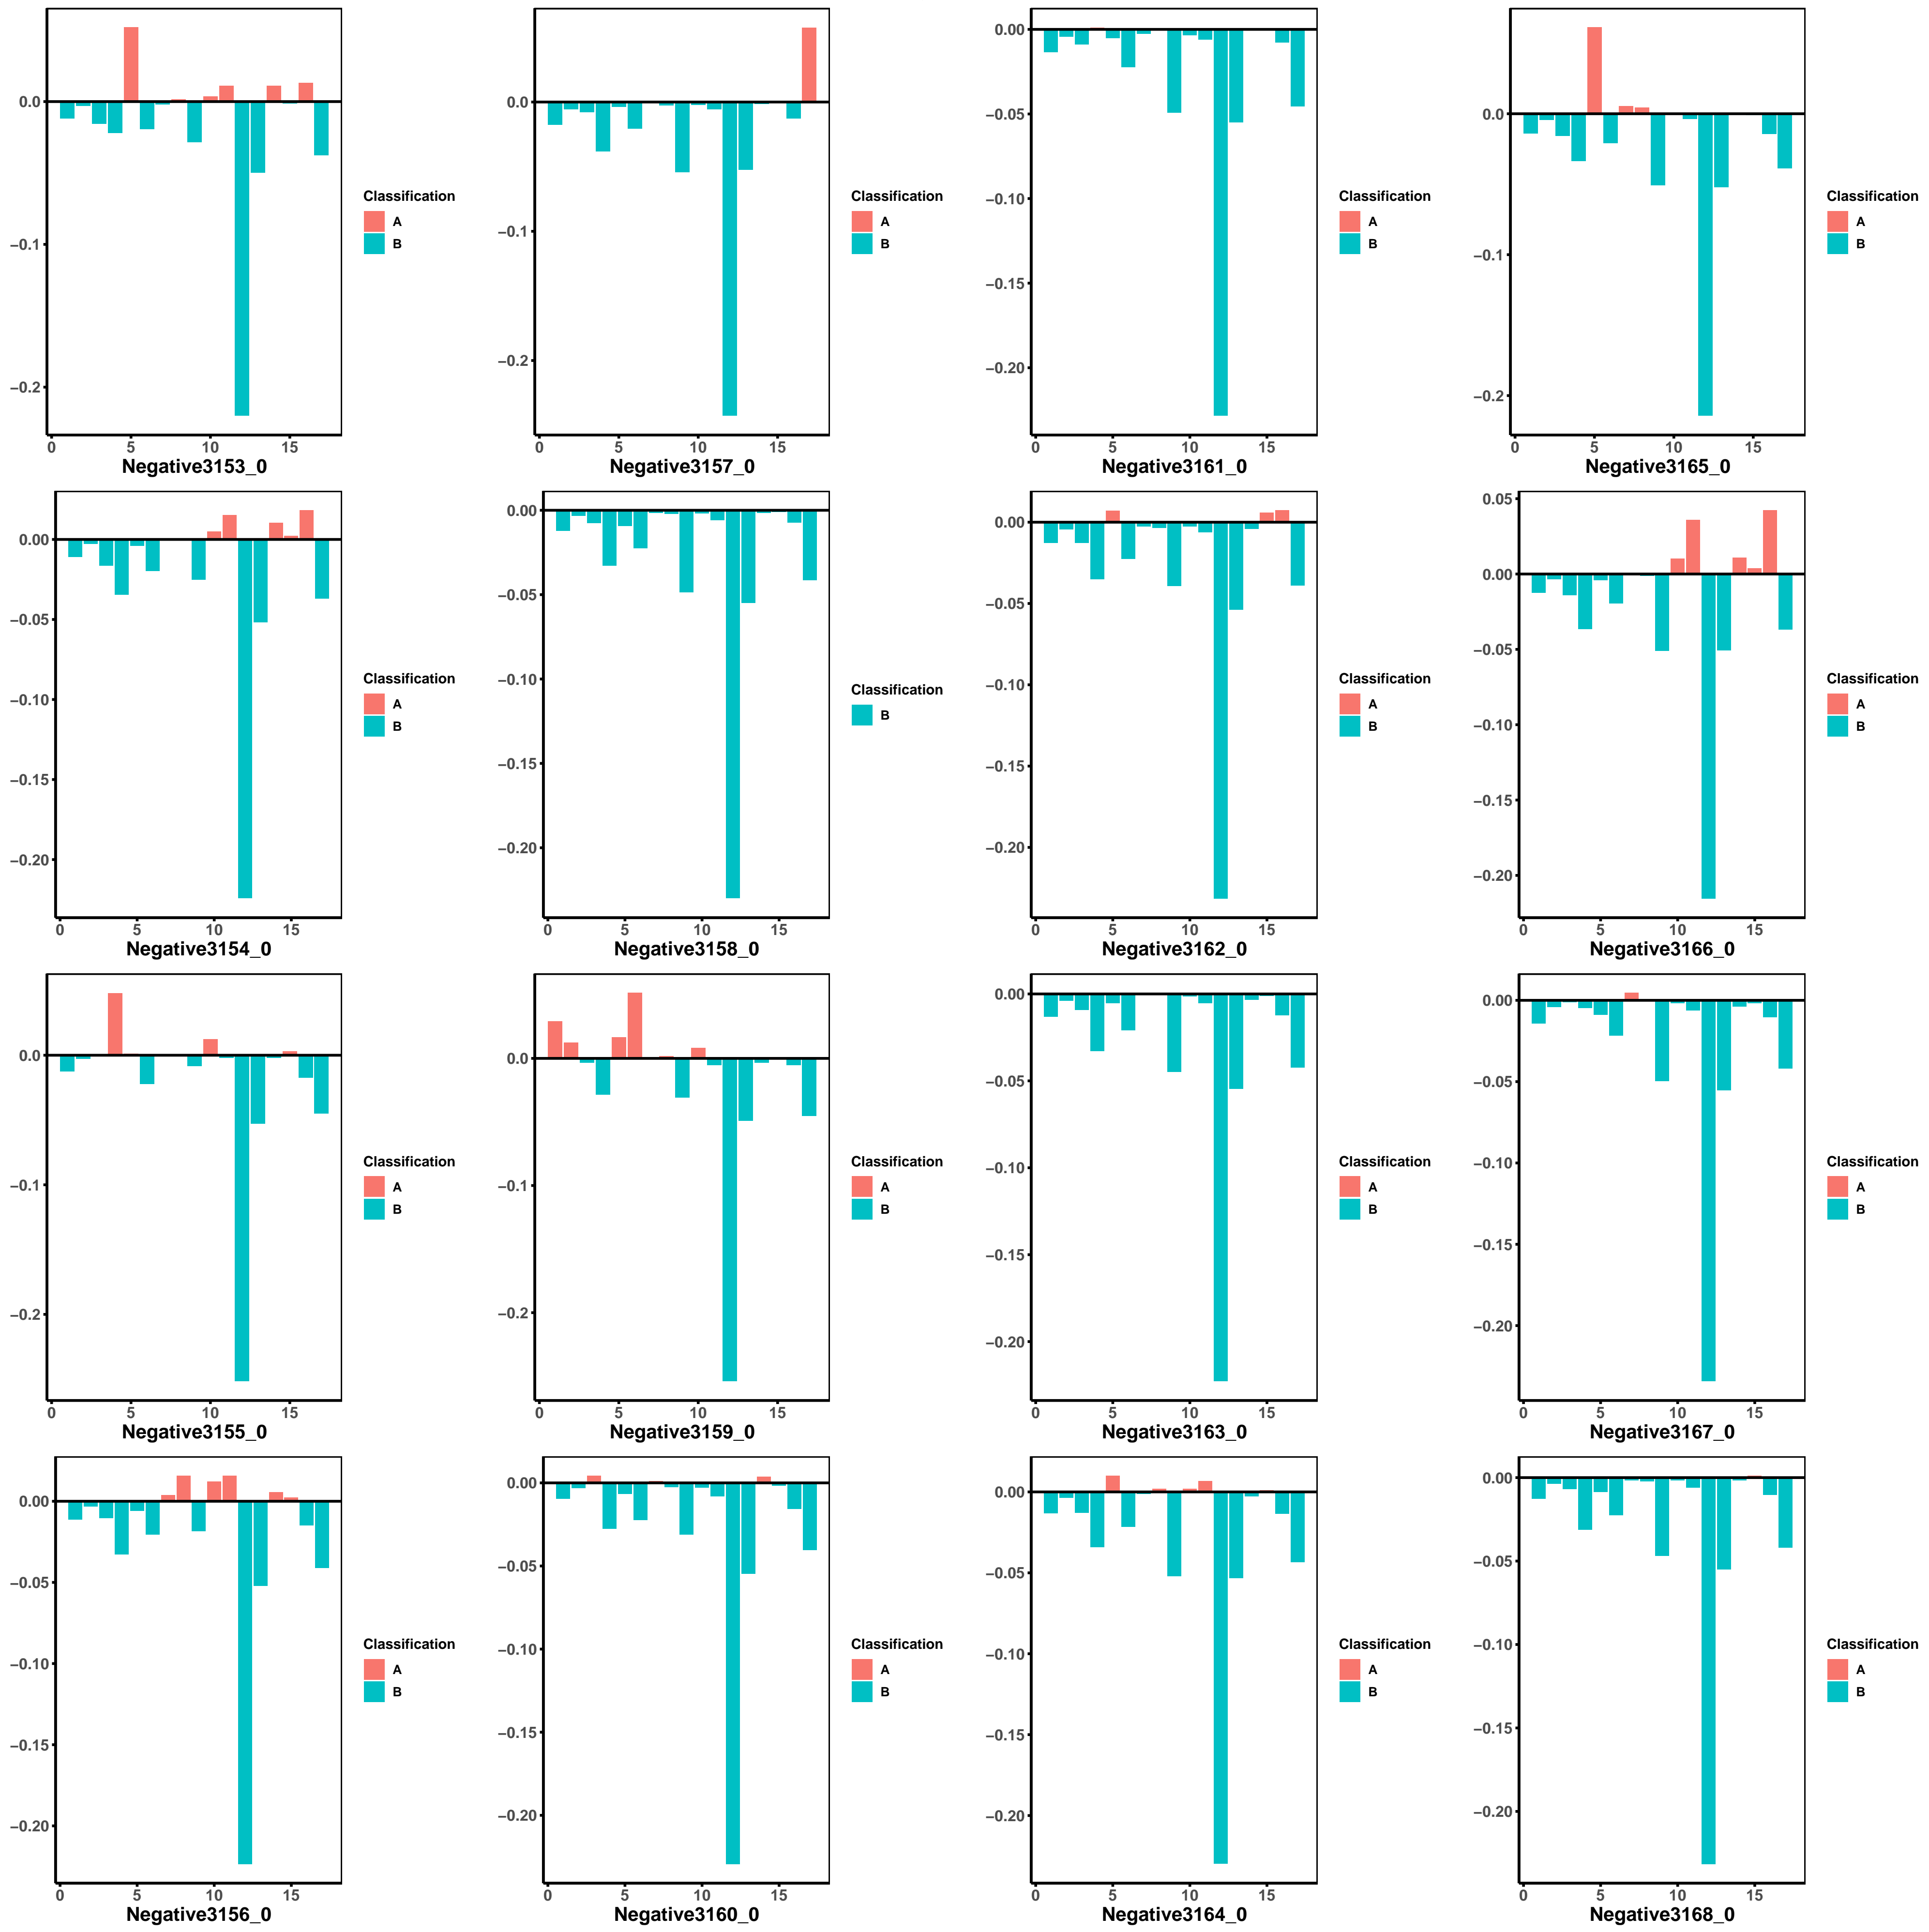 0.0
−0.1
−0.2
0 5 10 15
Negative3153_0
Classification
A
B
0.0
−0.1
−0.2
0 5 10 15
Negative3157_0
Classification
A
B
0.00
−0.05
−0.10
−0.15
−0.20
0 5 10 15
Negative3161_0
Classification
A
B
0.0
−0.1
−0.2
0 5 10 15
Negative3165_0
Classification
A
B
0.00
−0.05
−0.10
−0.15
−0.20
0 5 10 15
Negative3154_0
Classification
A
B
0.00
−0.05
−0.10
−0.15
−0.20
0 5 10 15
Negative3158_0
Classification
B
0.00
−0.05
−0.10
−0.15
−0.20
0 5 10 15
Negative3162_0
Classification
A
B
0.05
0.00
−0.05
−0.10
−0.15
−0.20
0 5 10 15
Negative3166_0
Classification
A
B
0.0
−0.1
−0.2
0 5 10 15
Negative3155_0
Classification
A
B
0.0
−0.1
−0.2
0 5 10 15
Negative3159_0
Classification
A
B
0.00
−0.05
−0.10
−0.15
−0.20
0 5 10 15
Negative3163_0
Classification
A
B
0.00
−0.05
−0.10
−0.15
−0.20
0 5 10 15
Negative3167_0
Classification
A
B
0.00
−0.05
−0.10
−0.15
−0.20
0 5 10 15
Negative3156_0
Classification
A
B
0.00
−0.05
−0.10
−0.15
−0.20
0 5 10 15
Negative3160_0
Classification
A
B
0.00
−0.05
−0.10
−0.15
−0.20
0 5 10 15
Negative3164_0
Classification
A
B
0.00
−0.05
−0.10
−0.15
−0.20
0 5 10 15
Negative3168_0
Classification
A
B